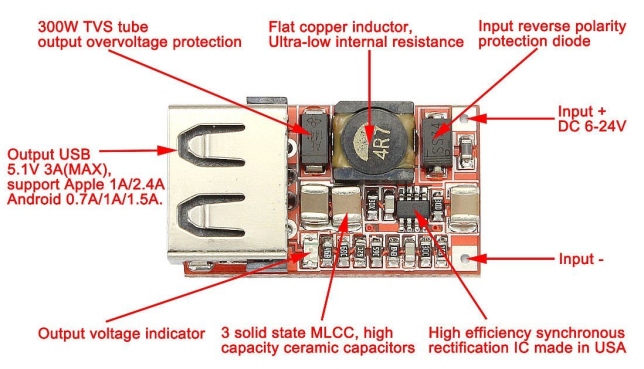 300W TVS tube
output overvoltage protection
Flat copper inductor,
Ultra-low internal resistance
Input reverse polarity
protection diode
Input +
DC 6-24V
4R7
Output USB
5.1V 3A(MAX),
support Apple 1A/2.4A
Android 0.7A/1A/1.5A.
Input -
Output voltage indicator
3 solid state MLCC, high
capacity ceramic capacitors
High efficiency synchronous
rectification IC made in USA